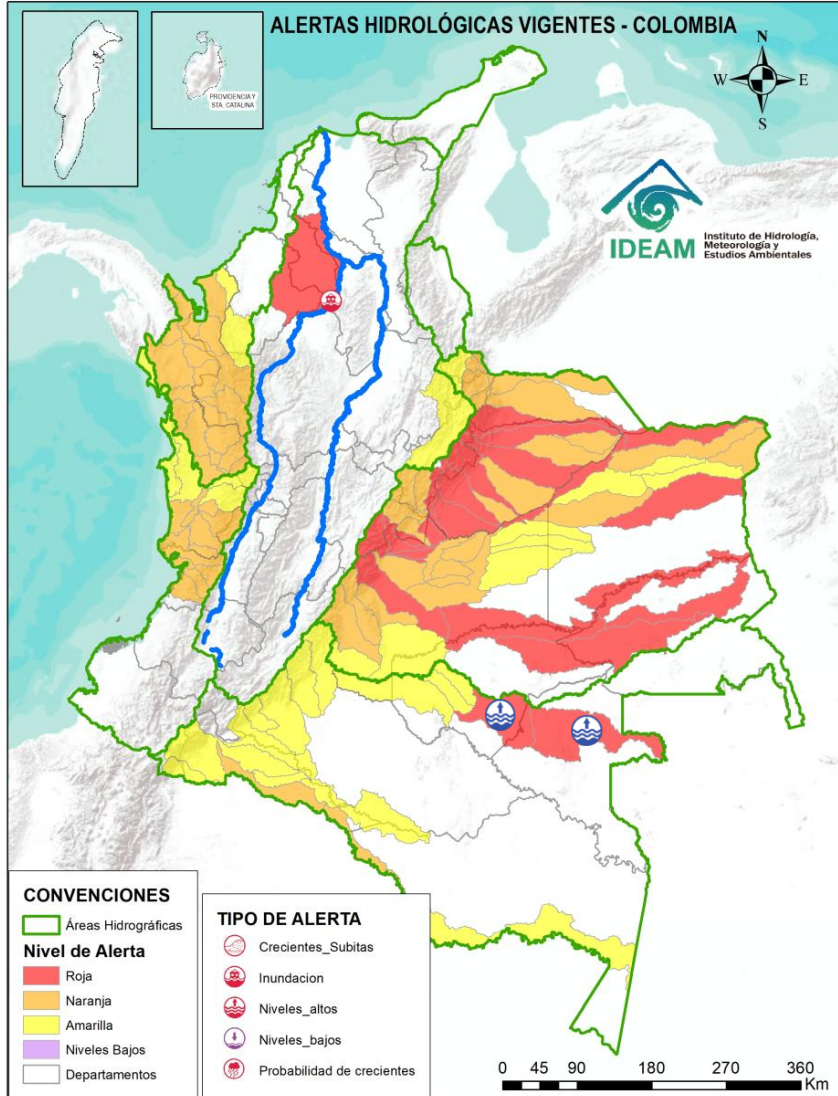 ALERTAS HIDROLÓGICAS VIGENTES - COLOMBIA
PROVIDENCIA Y
STA. CATALINA
N
W
E
S
IDEAM
Instituto de Hidrología,
Meteorología y
Estudios Ambientales
CONVENCIONES
Áreas Hidrográficas
Nivel de Alerta
Roja
Naranja
Amarilla
Niveles Bajos
Departamentos
TIPO DE ALERTA
Crecientes_Subitas
Inundacion
Niveles_altos
Niveles_bajos
Probabilidad de crecientes
0 45 90 180 270 360
Km